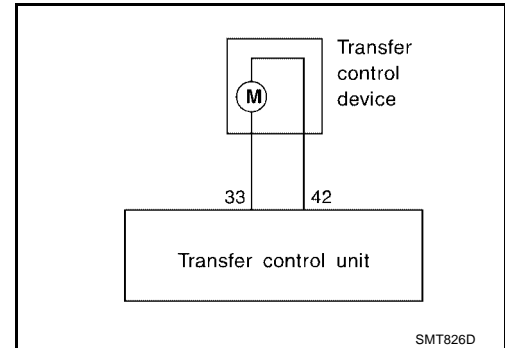 Transfer
control
device
M
33 42
Transfer control unit
SMT826D